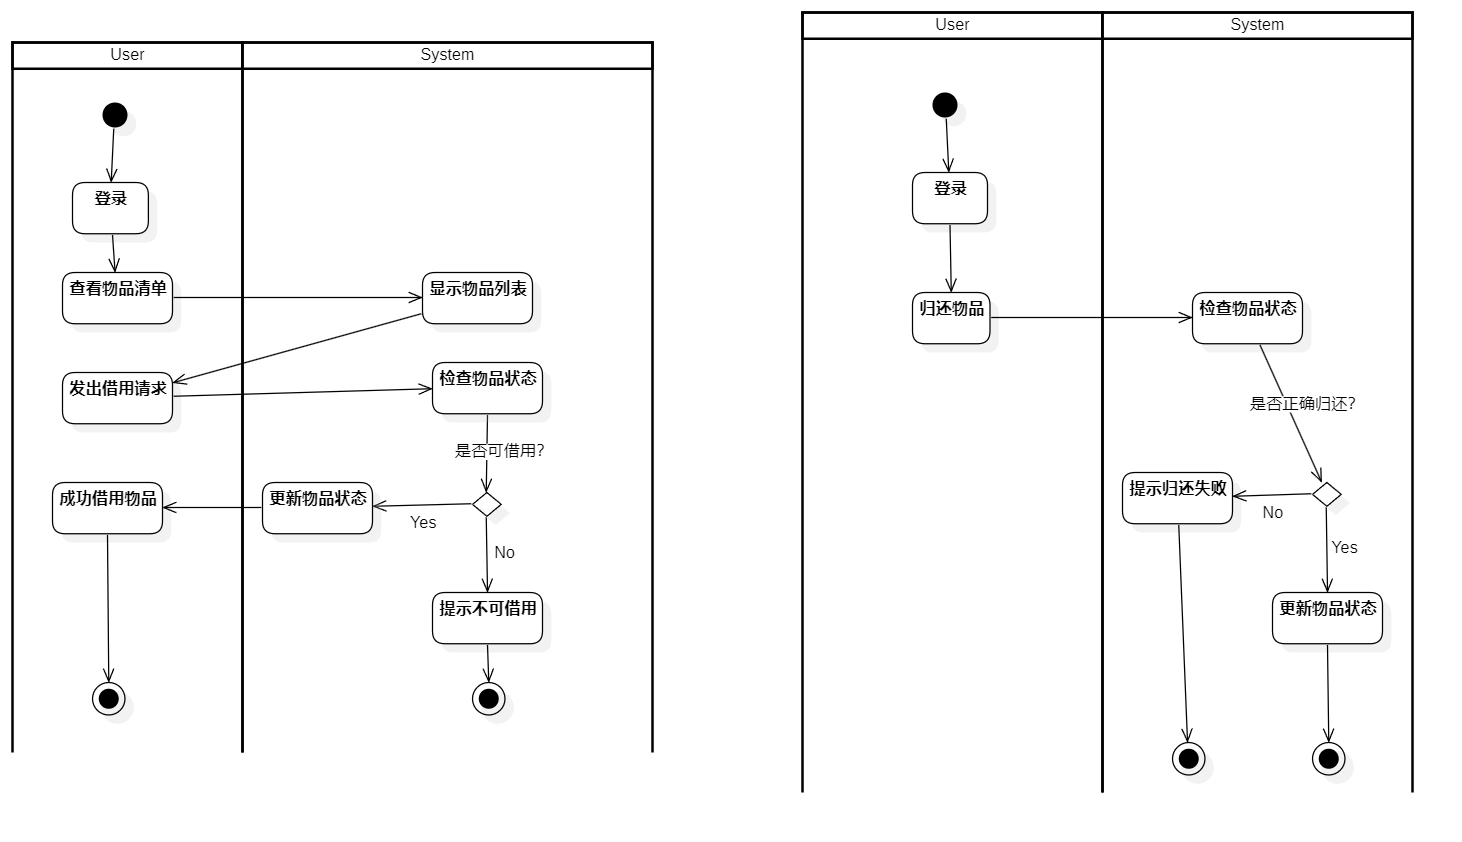 User
System
登录
查看物品清单
显示物品列表
发出借用请求
检查物品状态
是否可借用?
成功借用物品
更新物品状态
Yes
No
提示不可借用
User
System
登录
归还物品
检查物品状态
是否正确归还?
提示归还失败
No
Yes
更新物品状态